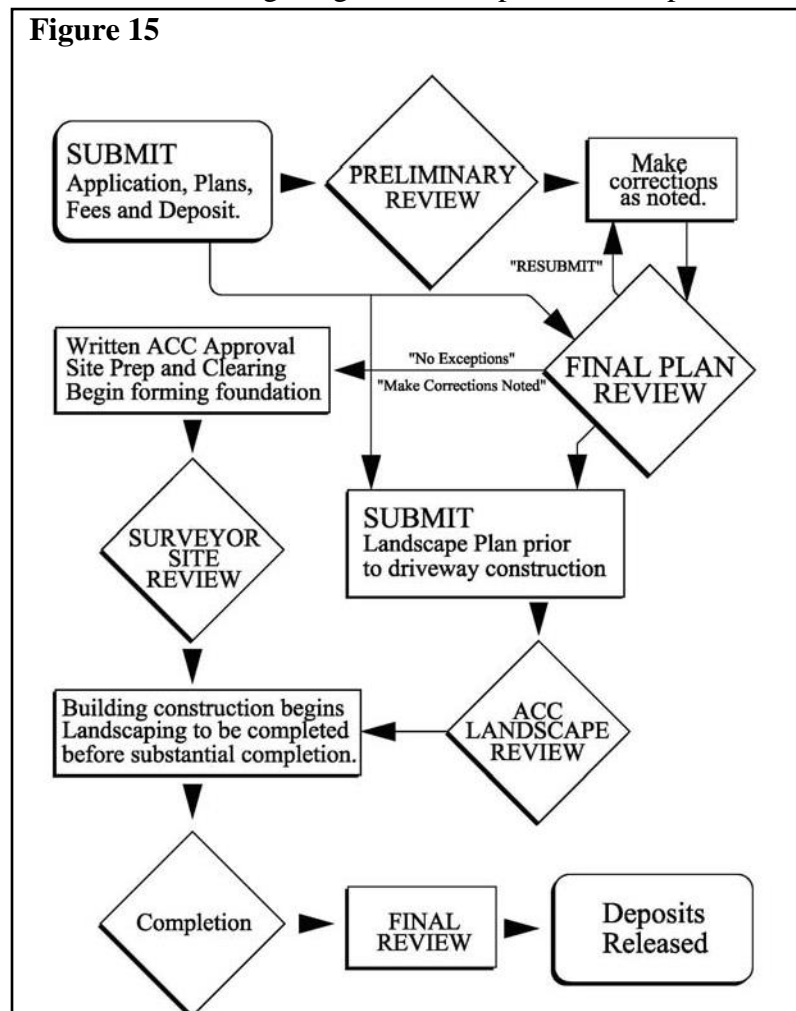 Figure 15
SUBMIT
Application, Plans,
Fees and Deposit.
PRELIMINARY
REVIEW
Make
corrections
as noted.
"RESUBMIT"
Written ACC Approval
Site Prep and Clearing
Begin forming foundation
"No Exceptions"
"Make Corrections Noted"
FINAL PLAN
REVIEW
SURVEYOR
SITE
REVIEW
SUBMIT
Landscape Plan prior
to driveway construction
Building construction begins
Landscaping to be completed
before substantial completion.
ACC
LANDSCAPE
REVIEW
Completion
FINAL
REVIEW
Deposits
Released